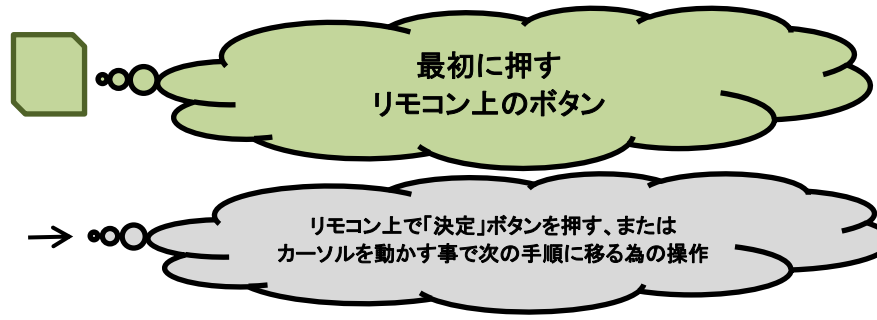 最初に押す
リモコン上のボタン
リモコン上で「決定」ボタンを押す、または
カーソルを動かす事で次の手順に移る為の操作